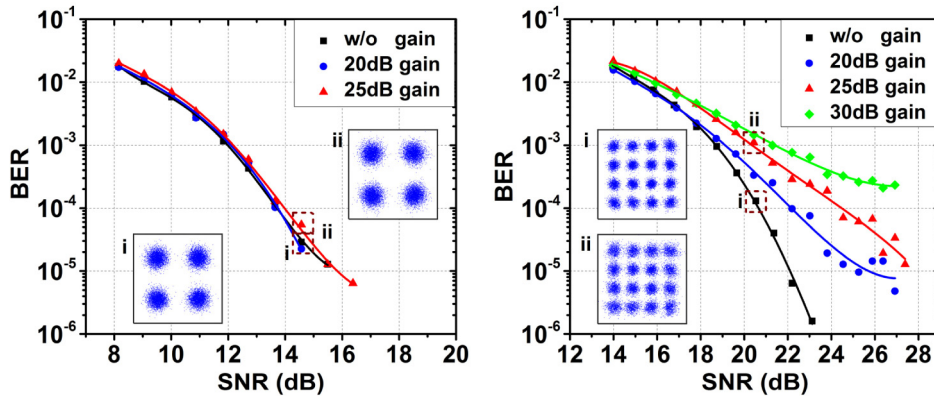 10^-1
10^-2
10^-3
10^-4
10^-5
10^-6
BER
w/o gain
20dB gain
25dB gain
ii
i
i
ii
8 10 12 14 16 18 20
SNR (dB)
10^-1
10^-2
10^-3
10^-4
10^-5
10^-6
BER
w/o gain
20dB gain
25dB gain
30dB gain
i
ii
i
ii
12 14 16 18 20 22 24 26 28
SNR (dB)